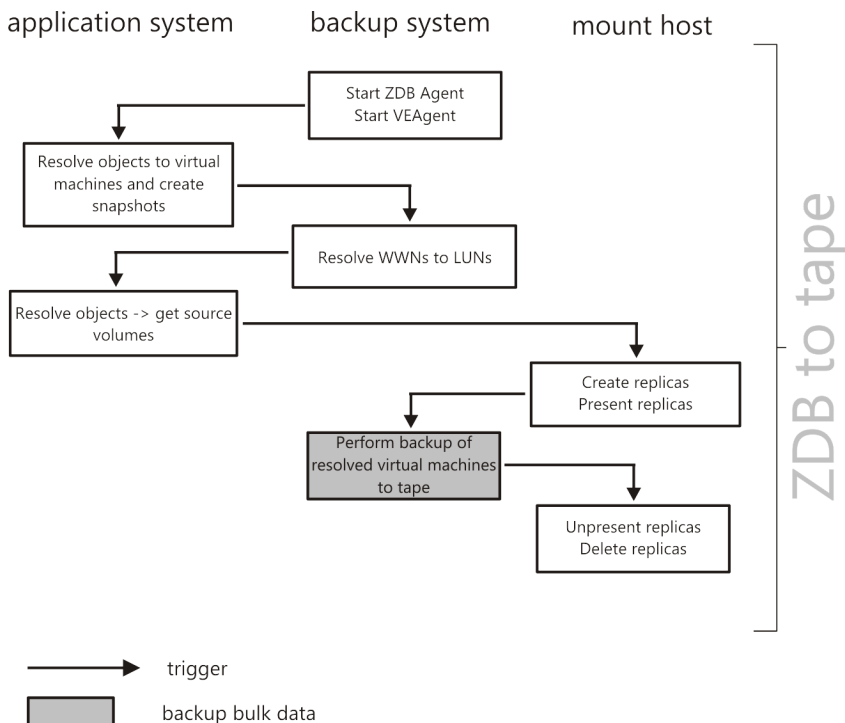 application system
backup system
mount host
Start ZDB Agent
Start VEAgent
Resolve objects to virtual
machines and create
snapshots
Resolve WWNs to LUNs
Resolve objects -> get source
volumes
Create replicas
Present replicas
Perform backup of
resolved virtual machines
to tape
Unpresent replicas
Delete replicas
ZDB to tape
trigger
backup bulk data